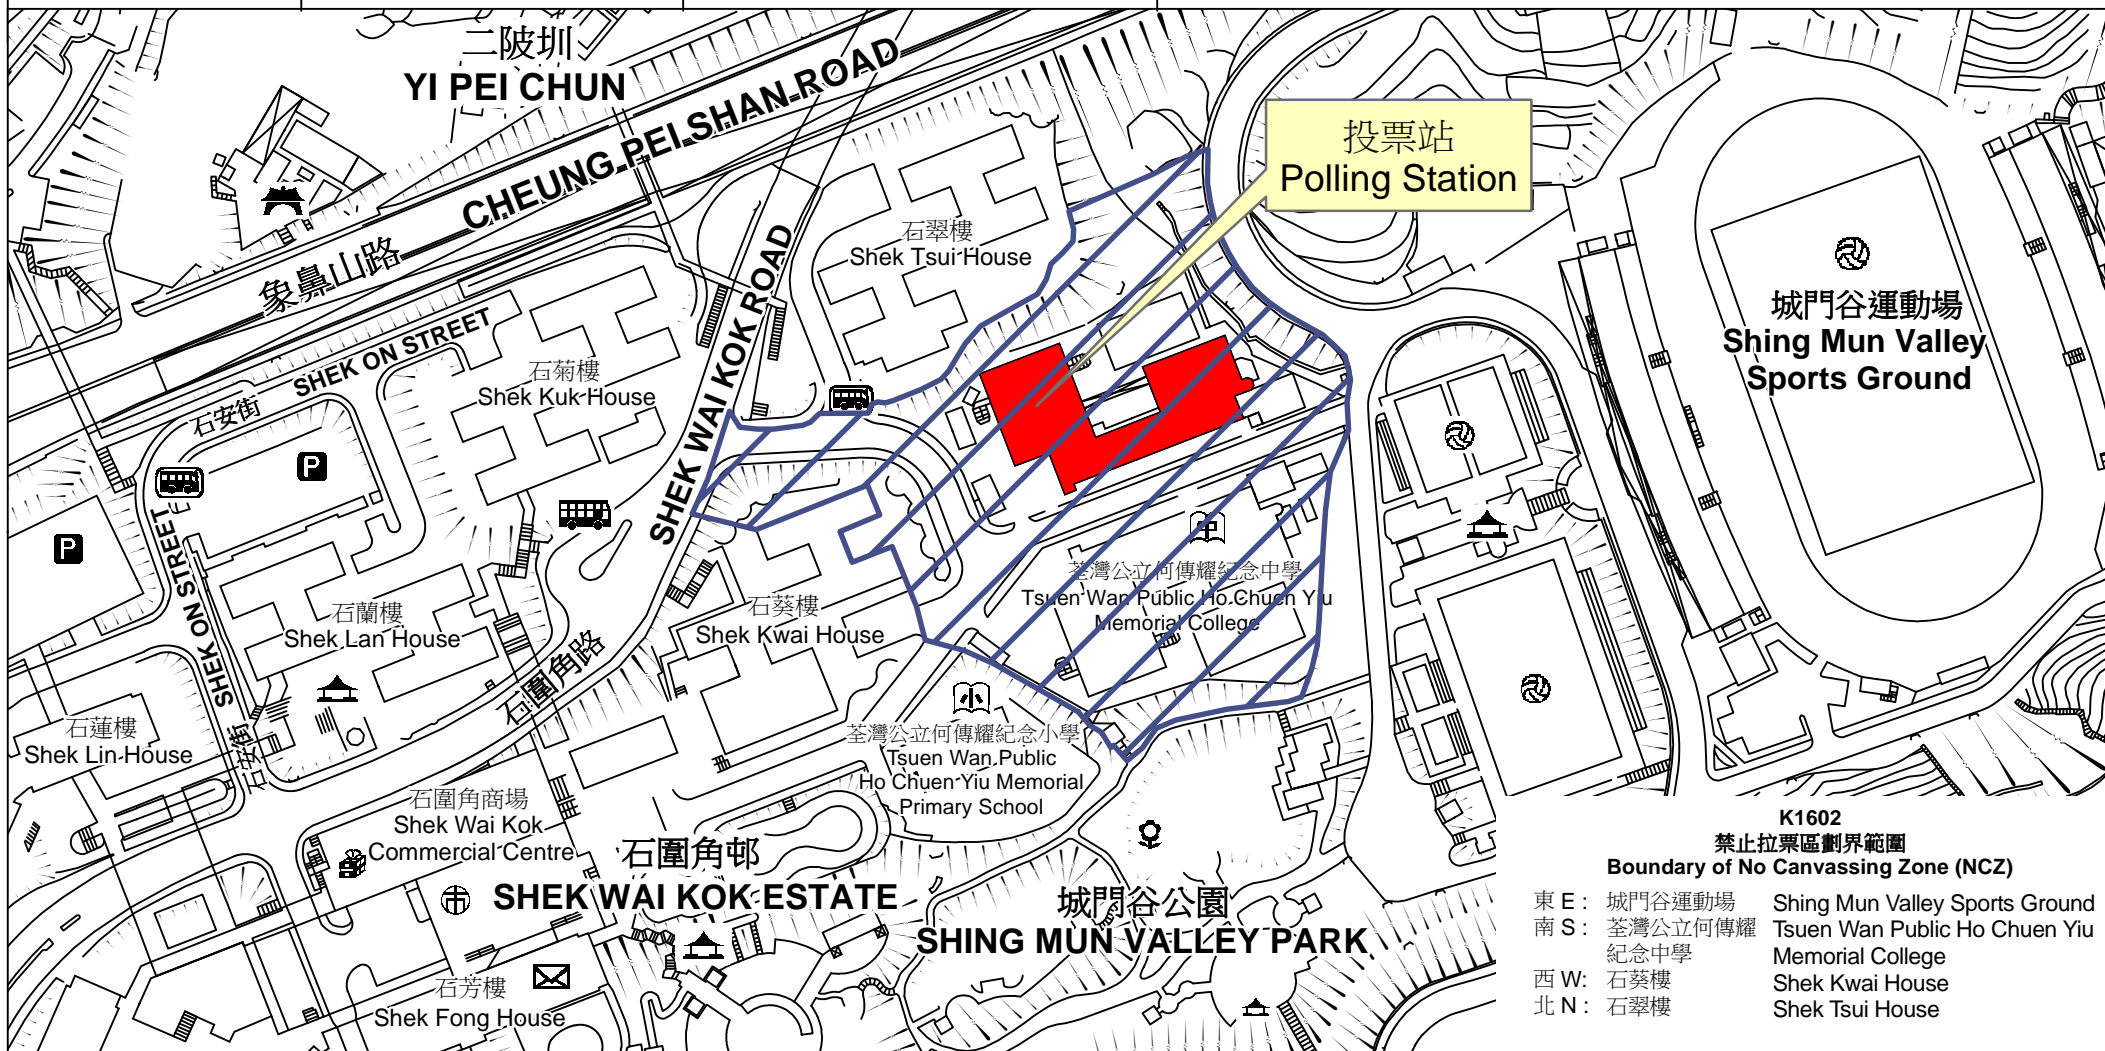 二陂圳
YI PEI CHUN
CHEUNG PEI SHAN ROAD
象鼻山路
投票站
Polling Station
石翠樓
Shek Tsui House
SHEK WAI KOK ROAD
城門谷運動場
Shing Mun Valley
Sports Ground
SHEK ON STREET
石安街
石菊樓
Shek Kuk House
P
P
SHEK ON STREET
石安街
石蘭樓
Shek Lan House
石圍角路
石葵樓
Shek Kwai House
中
荃灣公立何傳耀紀念中學
Tsuen Wan Public Ho Chuen Yiu
Memorial College
小
荃灣公立何傳耀紀念小學
Tsuen Wan Public
Ho Chuen Yiu Memorial
Primary School
石蓮樓
Shek Lin House
石圍角商場
Shek Wai Kok
Commercial Centre
石圍角邨
SHEK WAI KOK ESTATE
市
城門谷公園
SHING MUN VALLEY PARK
石芳樓
Shek Fong House
K1602
禁止拉票區劃界範圍
Boundary of No Canvassing Zone (NCZ)
東 E : 城門谷運動場 Shing Mun Valley Sports Ground
南 S : 荃灣公立何傳耀 Tsuen Wan Public Ho Chuen Yiu
紀念中學 Memorial College
西 W: 石葵樓 Shek Kwai House
北 N : 石翠樓 Shek Tsui House